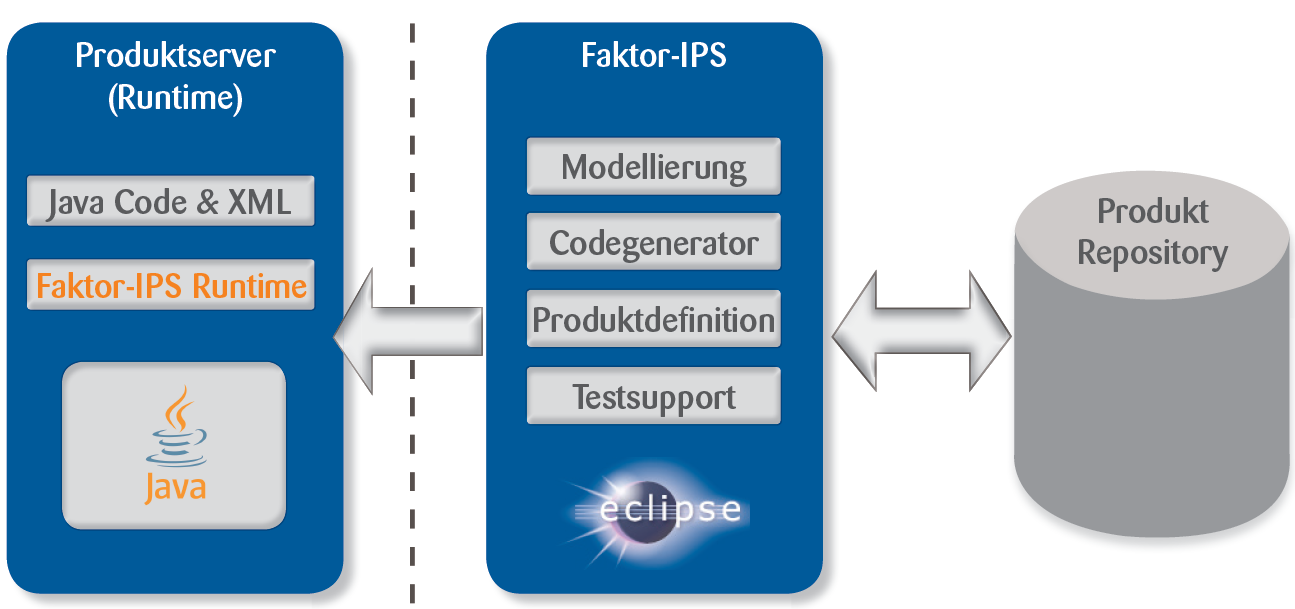 Produktserver
(Runtime)
Java Code & XML
Faktor-IPS Runtime
Java
Faktor-IPS
Modellierung
Codegenerator
Produktdefinition
Testsupport
eclipse
Produkt
Repository